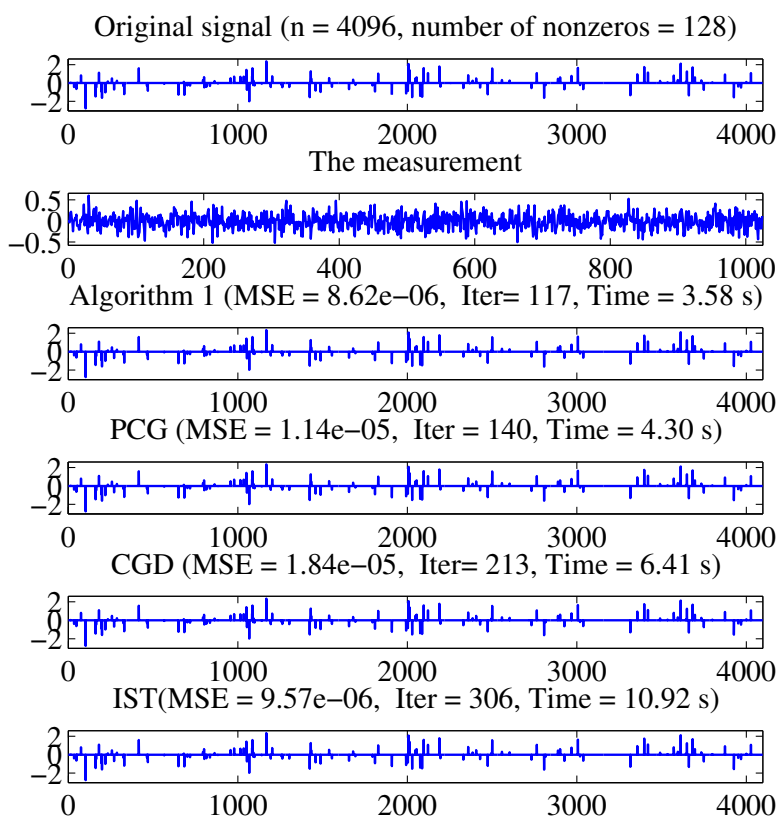 Original signal (n = 4096, number of nonzeros = 128)
2
0
−2
0 1000 2000 3000 4000
The measurement
0.5
0
−0.5
0 200 400 600 800 1000
Algorithm 1 (MSE = 8.62e−06, Iter= 117, Time = 3.58 s)
2
0
−2
0 1000 2000 3000 4000
PCG (MSE = 1.14e−05, Iter = 140, Time = 4.30 s)
2
0
−2
0 1000 2000 3000 4000
CGD (MSE = 1.84e−05, Iter= 213, Time = 6.41 s)
2
0
−2
0 1000 2000 3000 4000
IST(MSE = 9.57e−06, Iter = 306, Time = 10.92 s)
2
0
−2
0 1000 2000 3000 4000